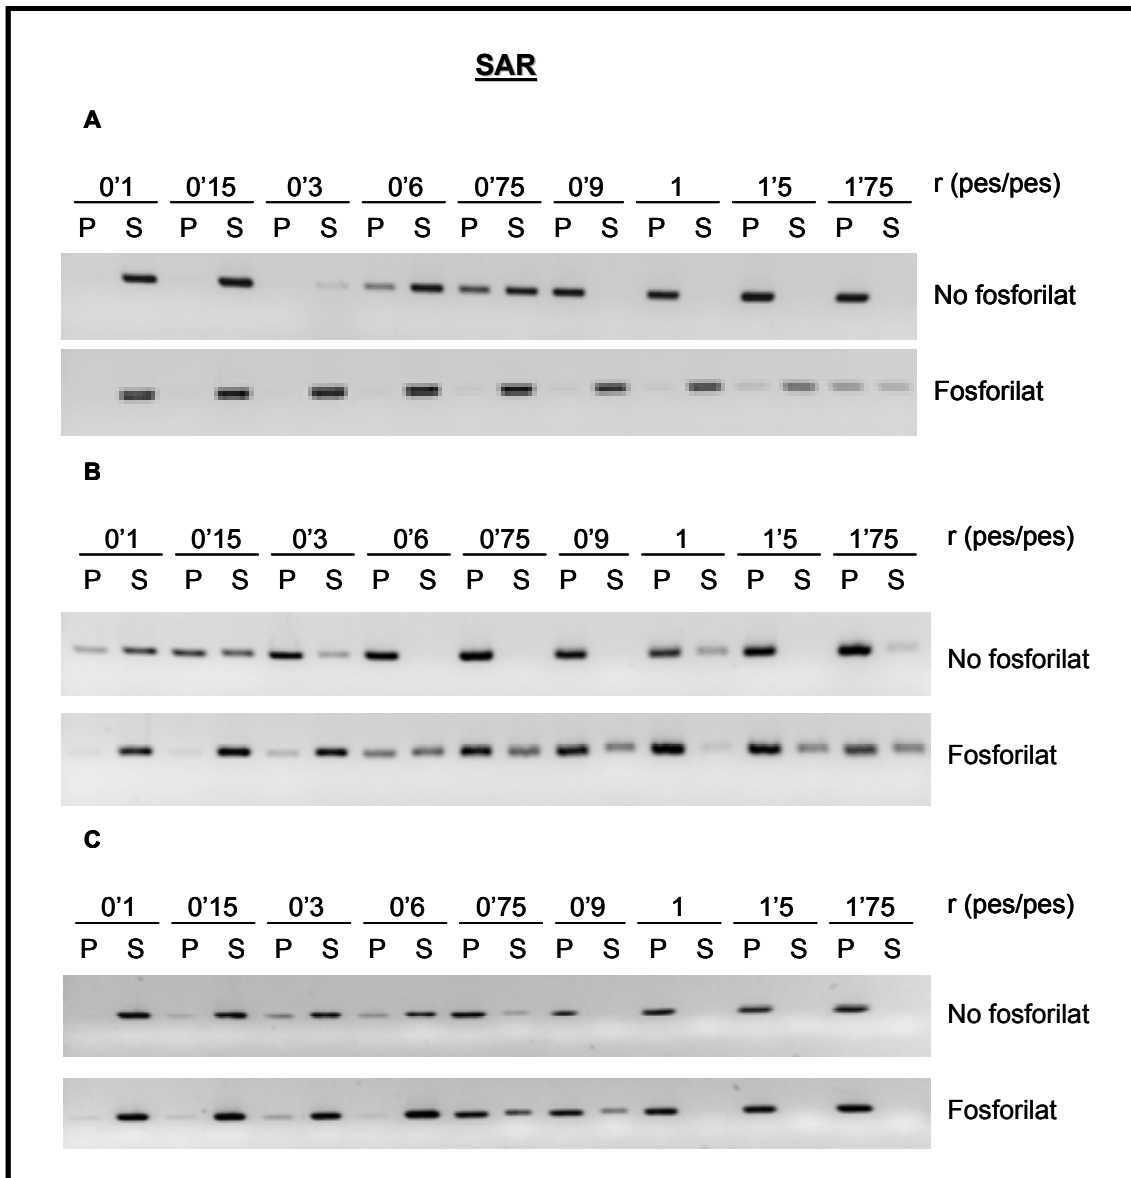 SAR
A
0’1 0’15 0’3 0’6 0’75 0’9 1 1’5 1’75 r (pes/pes)
P S P S P S P S P S P S P S P S P S
No fosforilat
Fosforilat
B
0’1 0’15 0’3 0’6 0’75 0’9 1 1’5 1’75 r (pes/pes)
P S P S P S P S P S P S P S P S P S
No fosforilat
Fosforilat
C
0’1 0’15 0’3 0’6 0’75 0’9 1 1’5 1’75 r (pes/pes)
P S P S P S P S P S P S P S P S P S
No fosforilat
Fosforilat